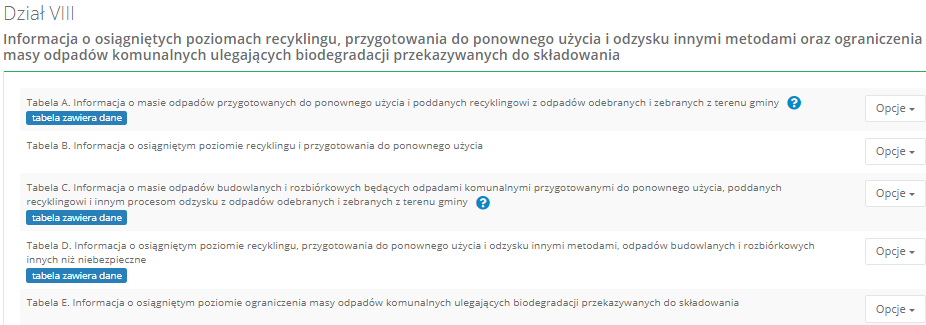 Dział VIII
Informacja o osiągniętych poziomach recyklingu, przygotowania do ponownego użycia i odzysku innymi metodami oraz ograniczenia
masy odpadów komunalnych ulegających biodegradacji przekazywanych do składowania
Tabela A. Informacja o masie odpadów przygotowanych do ponownego użycia i poddanych recyklingowi z odpadów odebranych i zebranych z terenu gminy ?
tabela zawiera dane
Opcje
Tabela B. Informacja o osiągniętym poziomie recyklingu i przygotowania do ponownego użycia
Opcje
Tabela C. Informacja o masie odpadów budowlanych i rozbiórkowych będących odpadami komunalnymi przygotowanymi do ponownego użycia, poddanych
recyklingowi i innym procesom odzysku z odpadów odebranych i zebranych z terenu gminy ?
tabela zawiera dane
Opcje
Tabela D. Informacja o osiągniętym poziomie recyklingu, przygotowania do ponownego użycia i odzysku innymi metodami, odpadów budowlanych i rozbiórkowych
innych niż niebezpieczne
tabela zawiera dane
Opcje
Tabela E. Informacja o osiągniętym poziomie ograniczenia masy odpadów komunalnych ulegających biodegradacji przekazywanych do składowania
Opcje